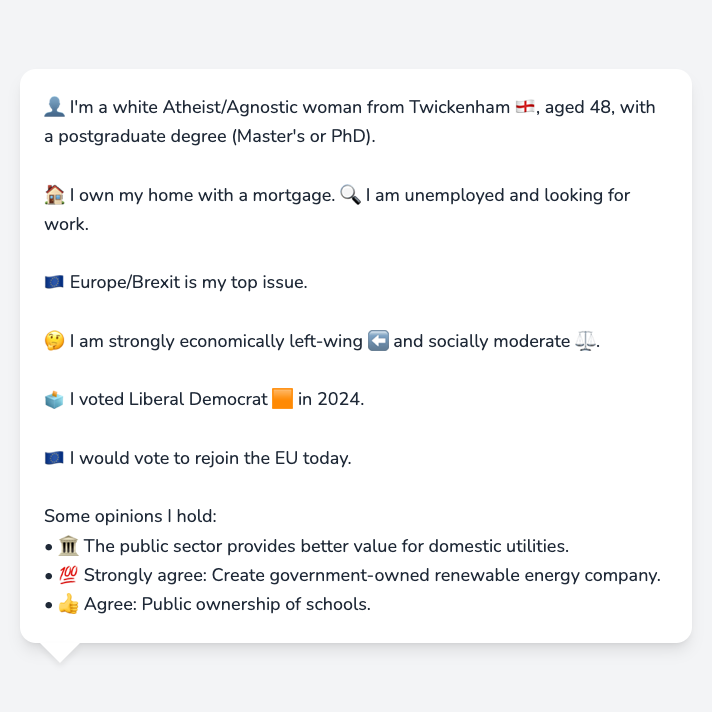 👤 I'm a white Atheist/Agnostic woman from Twickenham 🏴󠁧󠁢󠁥󠁮󠁧󠁿, aged 48, with
a postgraduate degree (Master's or PhD).
🏠 I own my home with a mortgage. 🔍 I am unemployed and looking for
work.
🇪🇺 Europe/Brexit is my top issue.
🤔 I am strongly economically left-wing ⬅️ and socially moderate ⚖️.
🗳️ I voted Liberal Democrat 🟧 in 2024.
🇪🇺 I would vote to rejoin the EU today.
Some opinions I hold:
• 🏛️ The public sector provides better value for domestic utilities.
• 💯 Strongly agree: Create government-owned renewable energy company.
• 👍 Agree: Public ownership of schools.